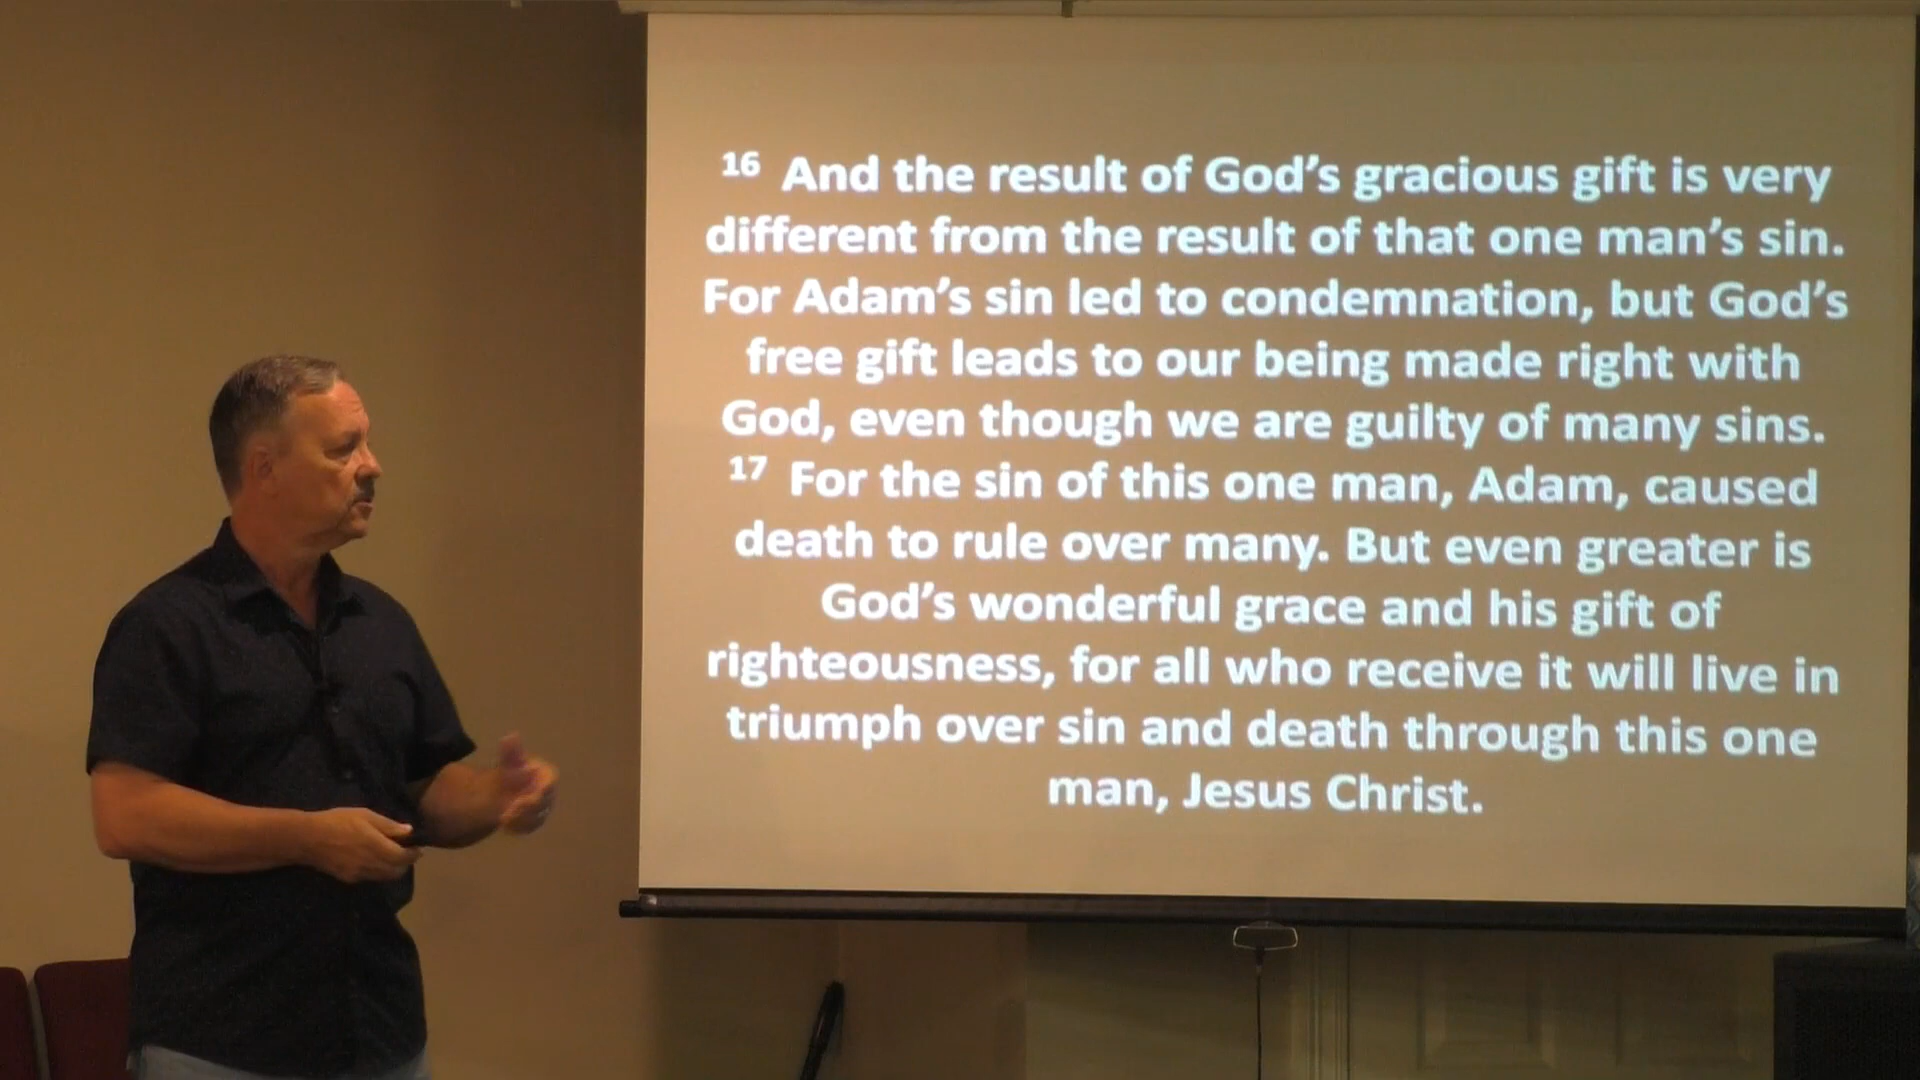 16 And the result of God’s gracious gift is very
different from the result of that one man’s sin.
For Adam’s sin led to condemnation, but God’s
free gift leads to our being made right with
God, even though we are guilty of many sins.
17 For the sin of this one man, Adam, caused
death to rule over many. But even greater is
God’s wonderful grace and his gift of
righteousness, for all who receive it will live in
triumph over sin and death through this one
man, Jesus Christ.